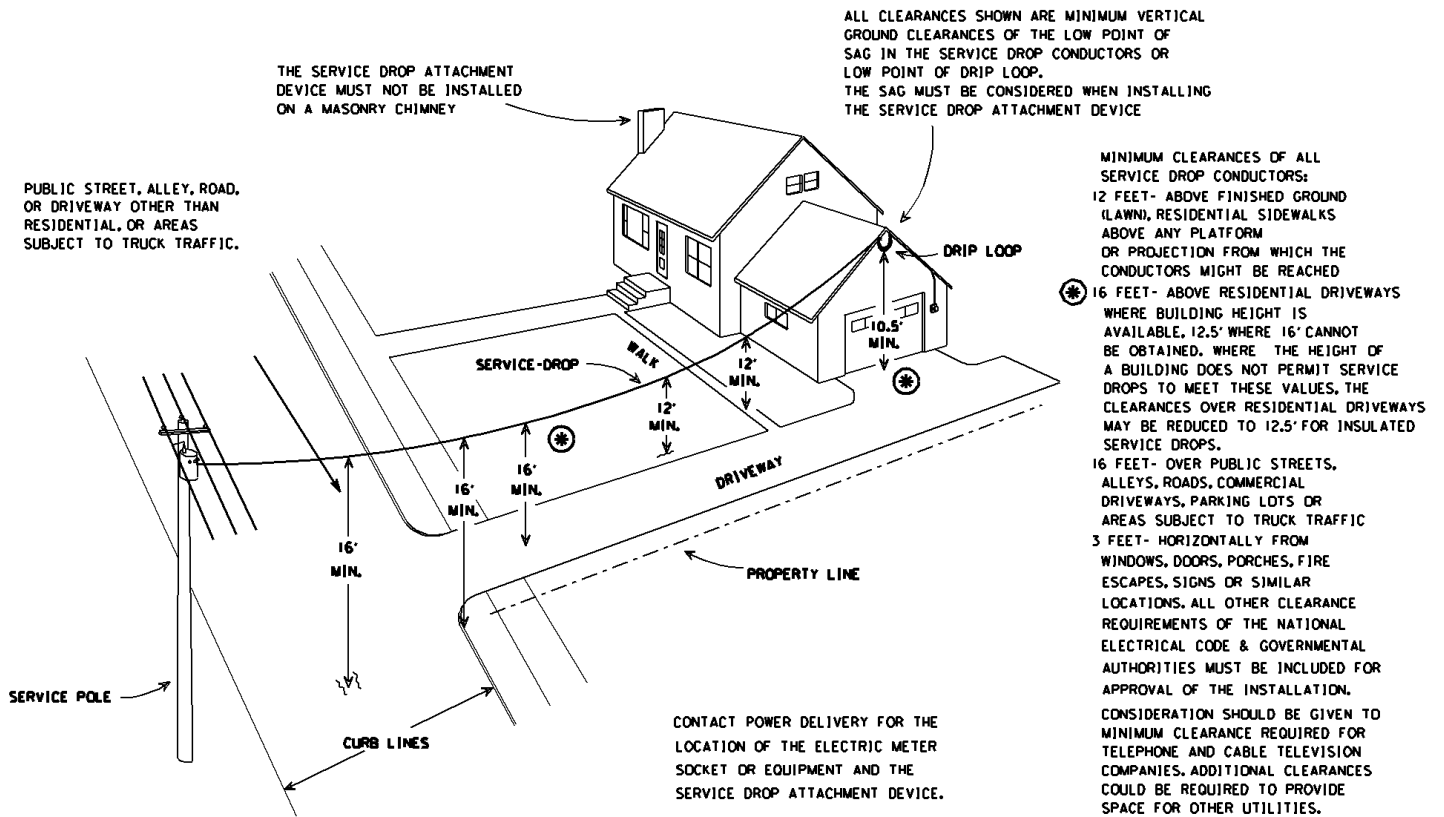 ALL CLEARANCES SHOWN ARE MINIMUM VERTICAL
GROUND CLEARANCES OF THE LOW POINT OF
SAG IN THE SERVICE DROP CONDUCTORS OR
LOW POINT OF DRIP LOOP.
THE SAG MUST BE CONSIDERED WHEN INSTALLING
THE SERVICE DROP ATTACHMENT DEVICE
THE SERVICE DROP ATTACHMENT
DEVICE MUST NOT BE INSTALLED
ON A MASONRY CHIMNEY
PUBLIC STREET, ALLEY, ROAD,
OR DRIVEWAY OTHER THAN
RESIDENTIAL, OR AREAS
SUBJECT TO TRUCK TRAFFIC.
DRIP LOOP
10.5'
MIN.
WALK
SERVICE-DROP
12'
MIN.
12'
MIN.
16'
MIN.
16'
MIN.
16'
MIN.
DRIVEWAY
PROPERTY LINE
SERVICE POLE
CURB LINES
CONTACT POWER DELIVERY FOR THE
LOCATION OF THE ELECTRIC METER
SOCKET OR EQUIPMENT AND THE
SERVICE DROP ATTACHMENT DEVICE.
MINIMUM CLEARANCES OF ALL
SERVICE DROP CONDUCTORS:
12 FEET- ABOVE FINISHED GROUND
(LAWN), RESIDENTIAL SIDEWALKS
ABOVE ANY PLATFORM
OR PROJECTION FROM WHICH THE
CONDUCTORS MIGHT BE REACHED
16 FEET- ABOVE RESIDENTIAL DRIVEWAYS
WHERE BUILDING HEIGHT IS
AVAILABLE, 12.5' WHERE 16' CANNOT
BE OBTAINED. WHERE THE HEIGHT OF
A BUILDING DOES NOT PERMIT SERVICE
DROPS TO MEET THESE VALUES, THE
CLEARANCES OVER RESIDENTIAL DRIVEWAYS
MAY BE REDUCED TO 12.5' FOR INSULATED
SERVICE DROPS.
16 FEET- OVER PUBLIC STREETS,
ALLEYS, ROADS, COMMERCIAL
DRIVEWAYS, PARKING LOTS OR
AREAS SUBJECT TO TRUCK TRAFFIC
3 FEET- HORIZONTALLY FROM
WINDOWS, DOORS, PORCHES, FIRE
ESCAPES, SIGNS OR SIMILAR
LOCATIONS. ALL OTHER CLEARANCE
REQUIREMENTS OF THE NATIONAL
ELECTRICAL CODE & GOVERNMENTAL
AUTHORITIES MUST BE INCLUDED FOR
APPROVAL OF THE INSTALLATION.
CONSIDERATION SHOULD BE GIVEN TO
MINIMUM CLEARANCE REQUIRED FOR
TELEPHONE AND CABLE TELEVISION
COMPANIES. ADDITIONAL CLEARANCES
COULD BE REQUIRED TO PROVIDE
SPACE FOR OTHER UTILITIES.